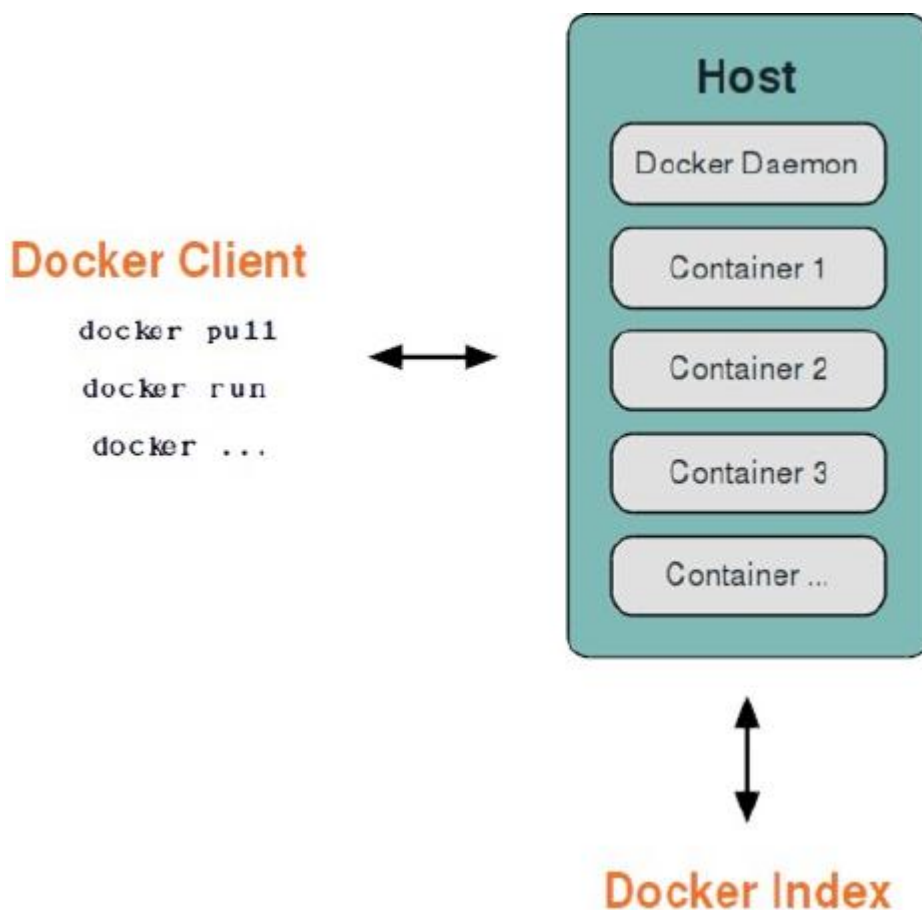 Docker Client
docker pull
docker run
docker ...
Host
Docker Daemon
Container 1
Container 2
Container 3
Container ...
Docker Index